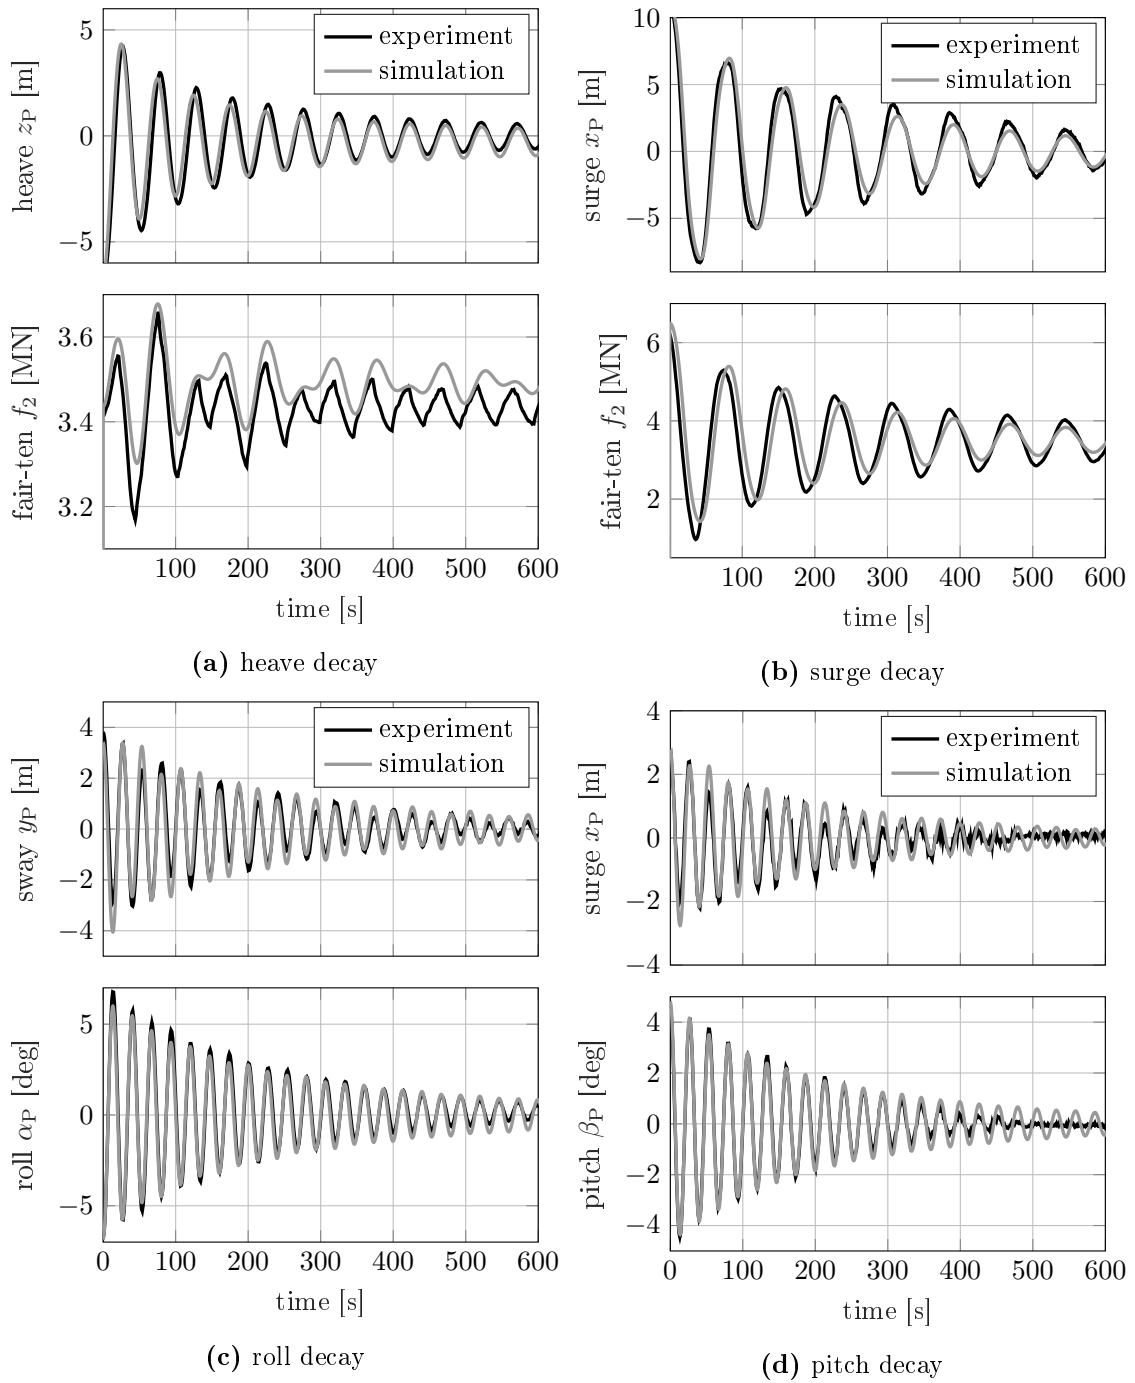 heave z_P [m]
5
0
−5
experiment
simulation
fair-ten f_2 [MN]
3.6
3.4
3.2
100 200 300 400 500 600
time [s]
(a) heave decay
surge x_P [m]
10
5
0
−5
experiment
simulation
fair-ten f_2 [MN]
6
4
2
100 200 300 400 500 600
time [s]
(b) surge decay
sway y_P [m]
4
2
0
−2
−4
experiment
simulation
roll α_P [deg]
5
0
−5
0 100 200 300 400 500 600
time [s]
(c) roll decay
surge x_P [m]
4
2
0
−2
−4
experiment
simulation
pitch β_P [deg]
4
2
0
−2
−4
0 100 200 300 400 500 600
time [s]
(d) pitch decay